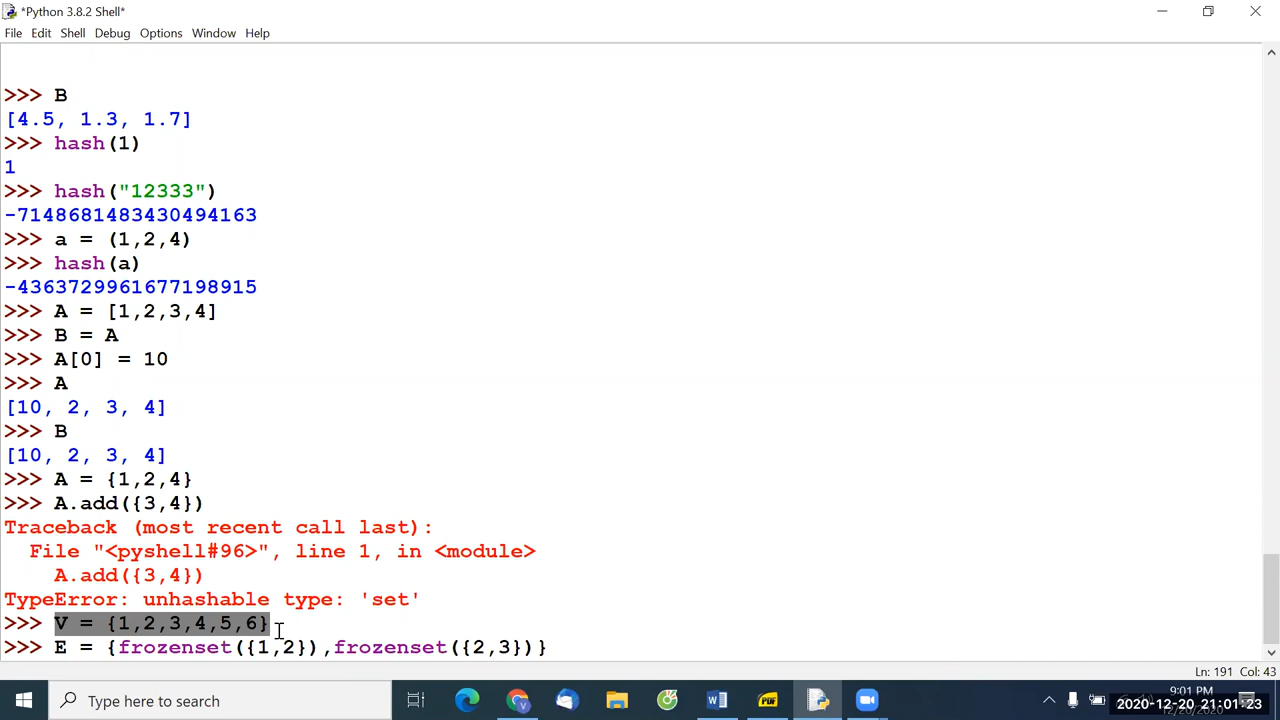 *Python 3.8.2 Shell*
File Edit Shell Debug Options Window Help
>>> B
[4.5, 1.3, 1.7]
>>> hash(1)
1
>>> hash("12333")
-7148681483430494163
>>> a = (1,2,4)
>>> hash(a)
-4363729961677198915
>>> A = [1,2,3,4]
>>> B = A
>>> A[0] = 10
>>> A
[10, 2, 3, 4]
>>> B
[10, 2, 3, 4]
>>> A = {1,2,4}
>>> A.add({3,4})
Traceback (most recent call last):
  File "<pyshell#96>", line 1, in <module>
    A.add({3,4})
TypeError: unhashable type: 'set'
>>> V = {1,2,3,4,5,6}
>>> E = {frozenset({1,2}),frozenset({2,3})}
Ln: 191 Col: 43
Type here to search
W
PDF
9:01 PM
2020-12-20 21:01:23
12/20/2020